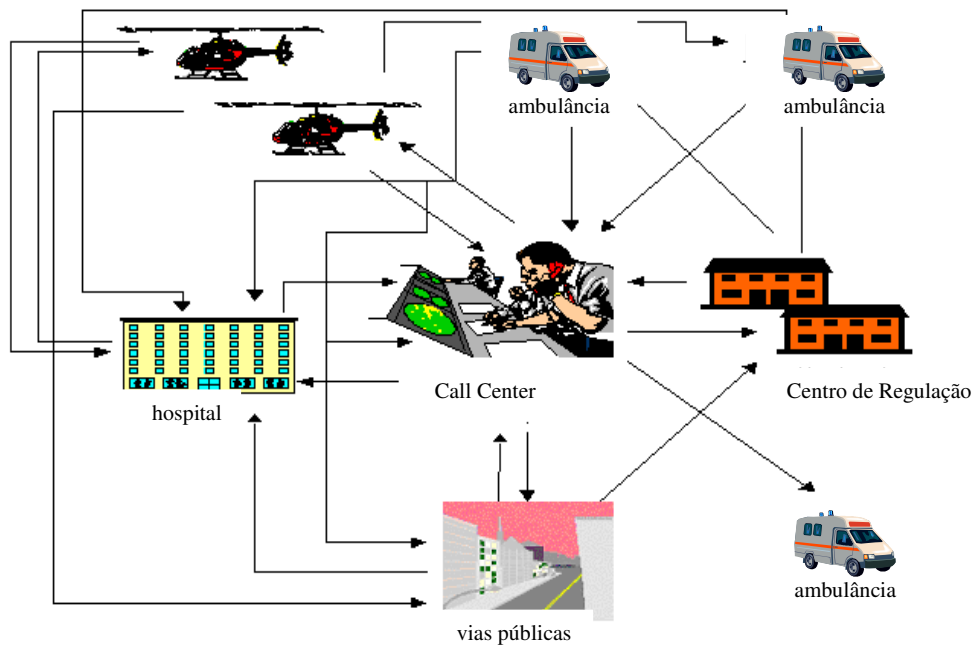 ambulância
ambulância
hospital
Call Center
Centro de Regulação
ambulância
vias públicas